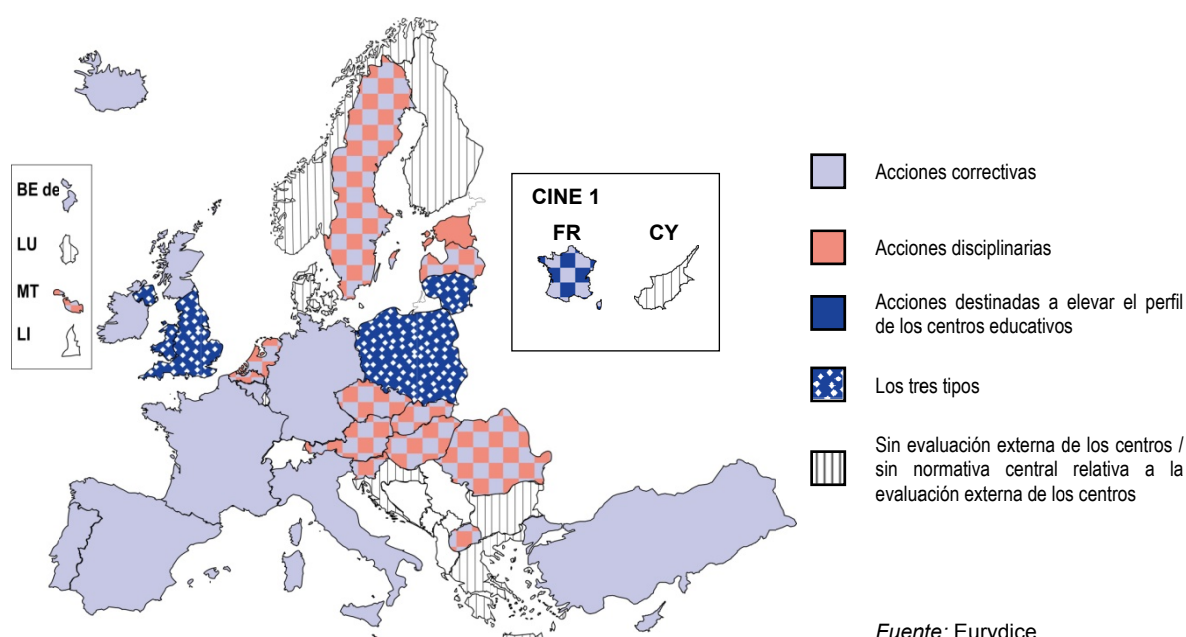 BE de
LU
MT
LI
CINE 1
FR CY
Acciones correctivas
Acciones disciplinarias
Acciones destinadas a elevar el perfil
de los centros educativos
Los tres tipos
Sin evaluación externa de los centros /
sin normativa central relativa a la
evaluación externa de los centros
Fuente: Eurydice